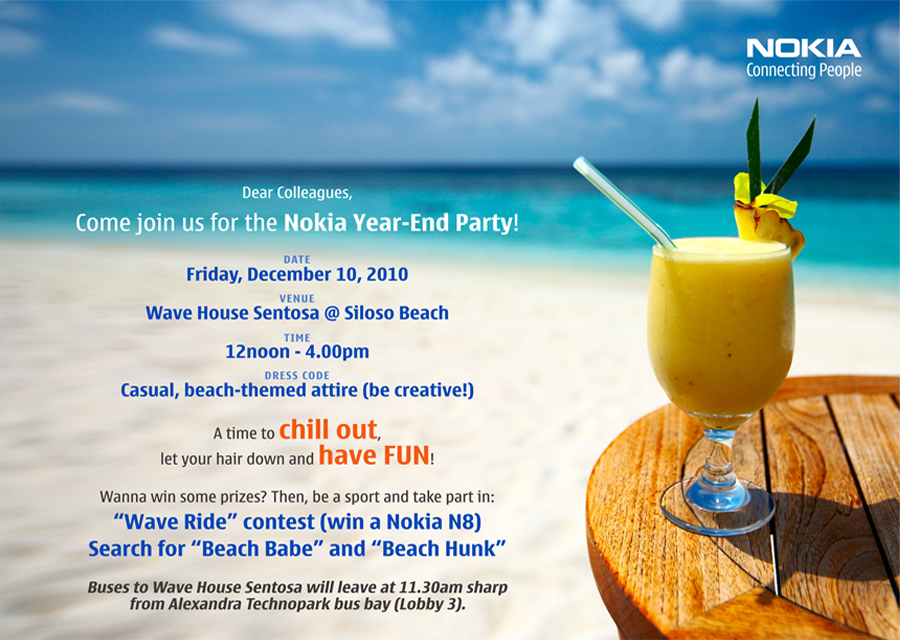 NOKIA
Connecting People
Dear Colleagues,
Come join us for the Nokia Year-End Party!
DATE
Friday, December 10, 2010
VENUE
Wave House Sentosa @ Siloso Beach
TIME
12noon - 4.00pm
DRESS CODE
Casual, beach-themed attire (be creative!)
A time to chill out,
let your hair down and have FUN!
Wanna win some prizes? Then, be a sport and take part in:
“Wave Ride” contest (win a Nokia N8)
Search for “Beach Babe” and “Beach Hunk”
Buses to Wave House Sentosa will leave at 11.30am sharp
from Alexandra Technopark bus bay (Lobby 3).